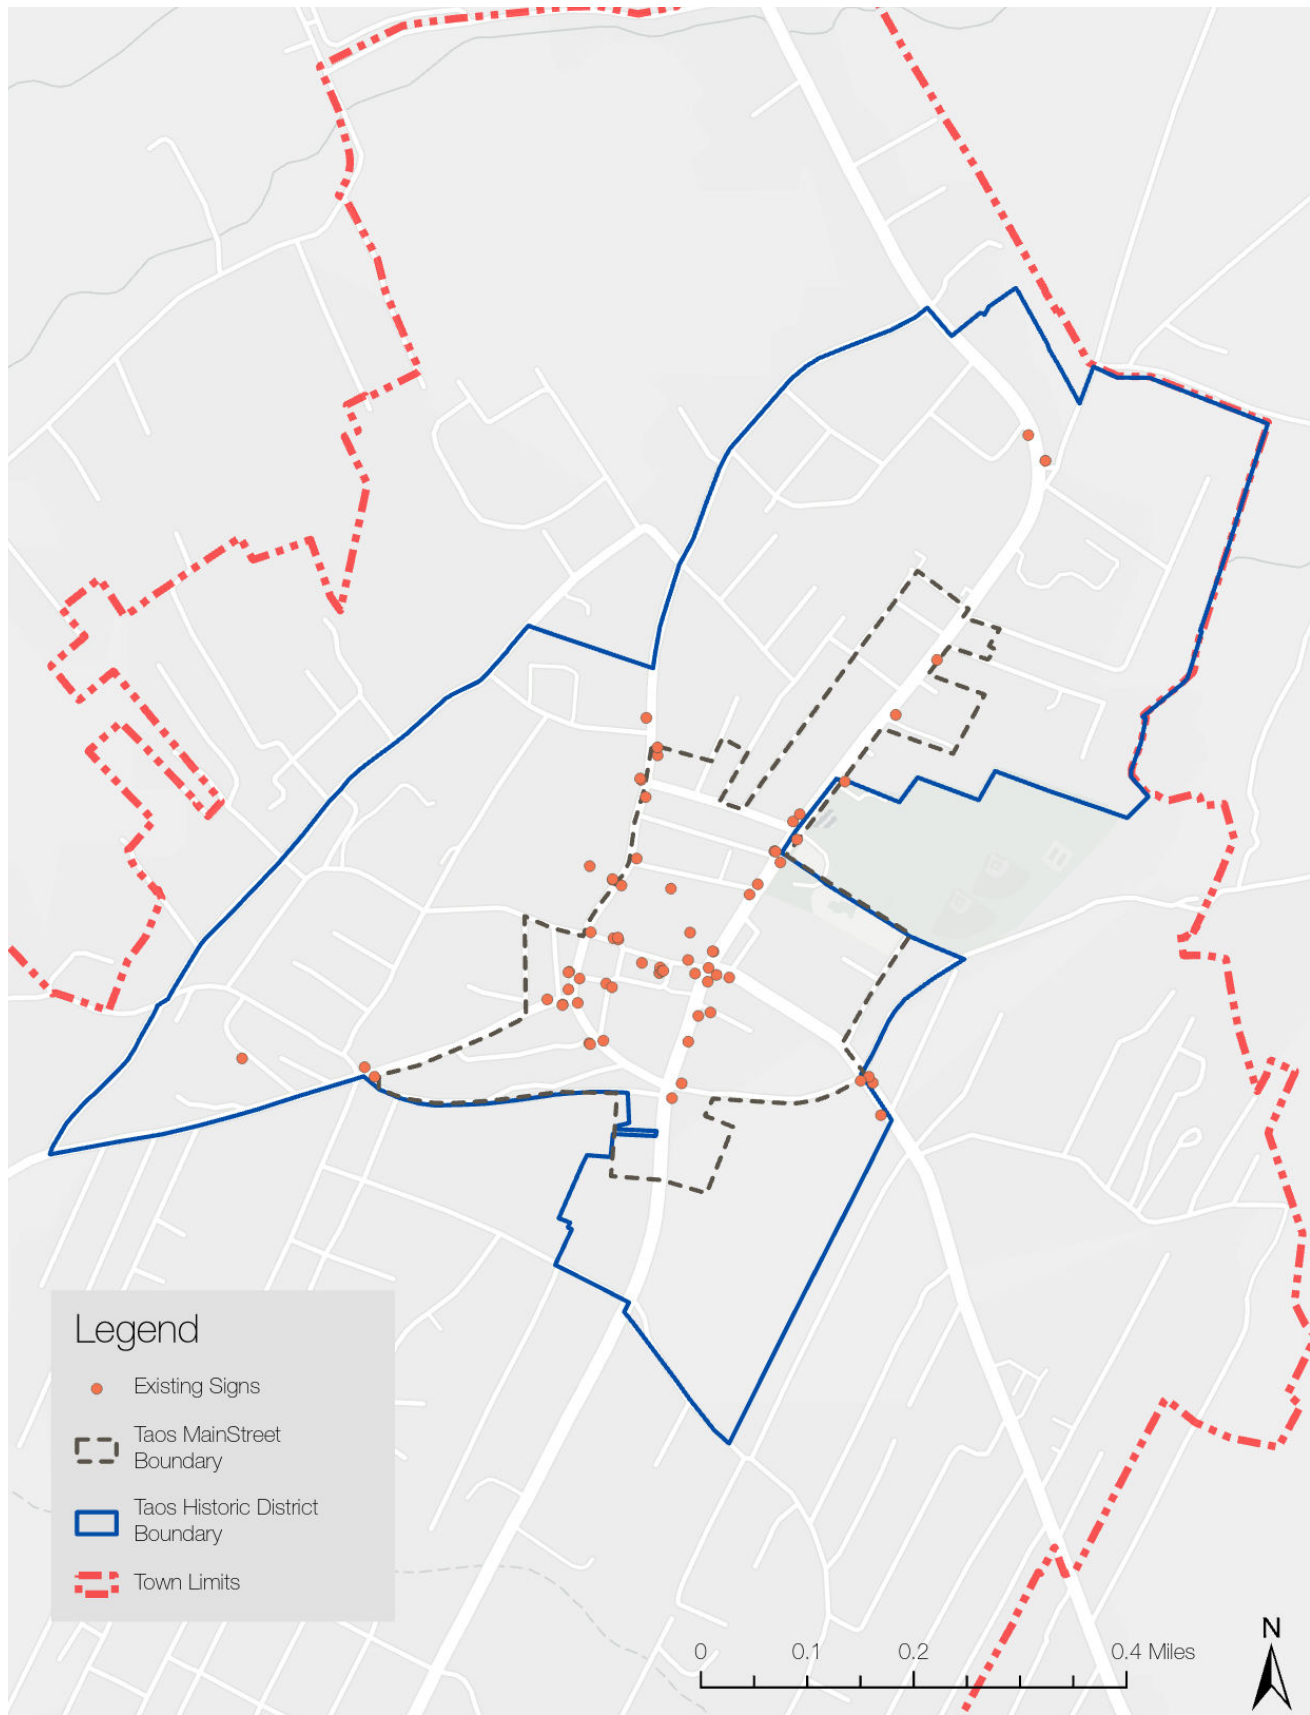 Legend
Existing Signs
Taos MainStreet
Boundary
Taos Historic District
Boundary
Town Limits
0 0.1 0.2 0.4 Miles
N